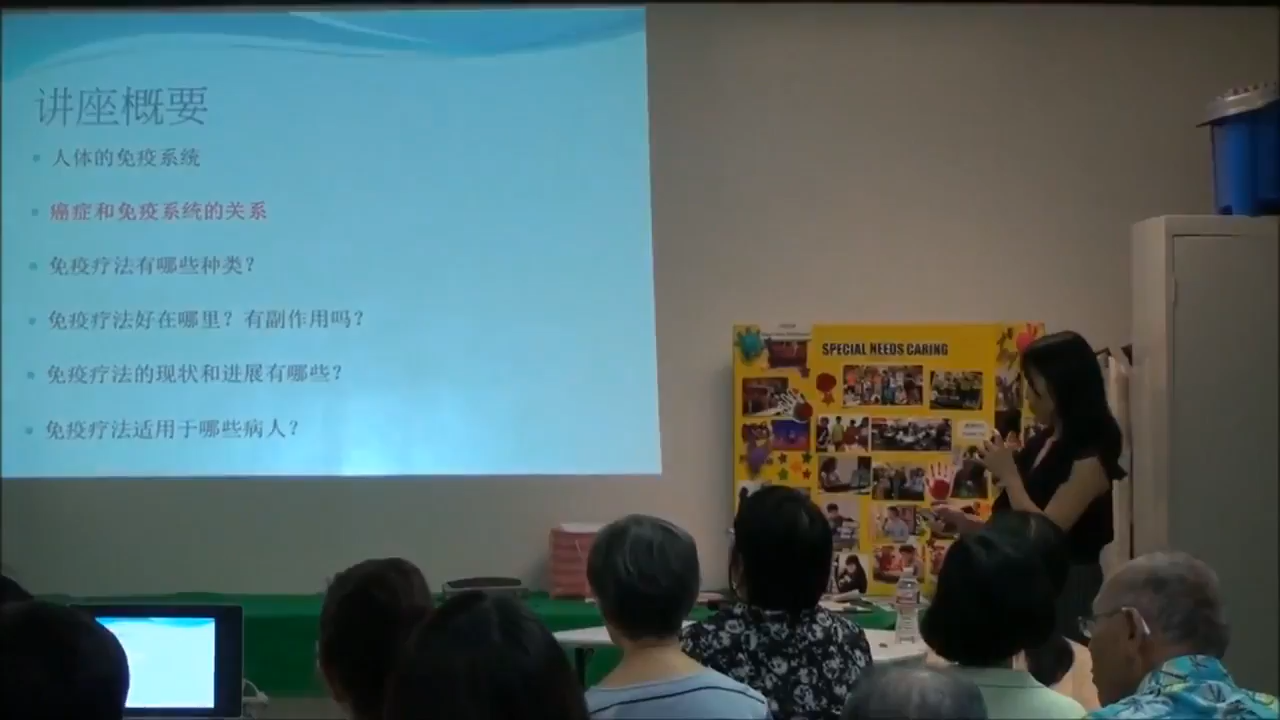 讲座概要
人体的免疫系统
癌症和免疫系统的关系
免疫疗法有哪些种类？
免疫疗法好在哪里？有副作用吗？
免疫疗法的现状和进展有哪些？
免疫疗法适用于哪些病人？
SPECIAL NEEDS CARING